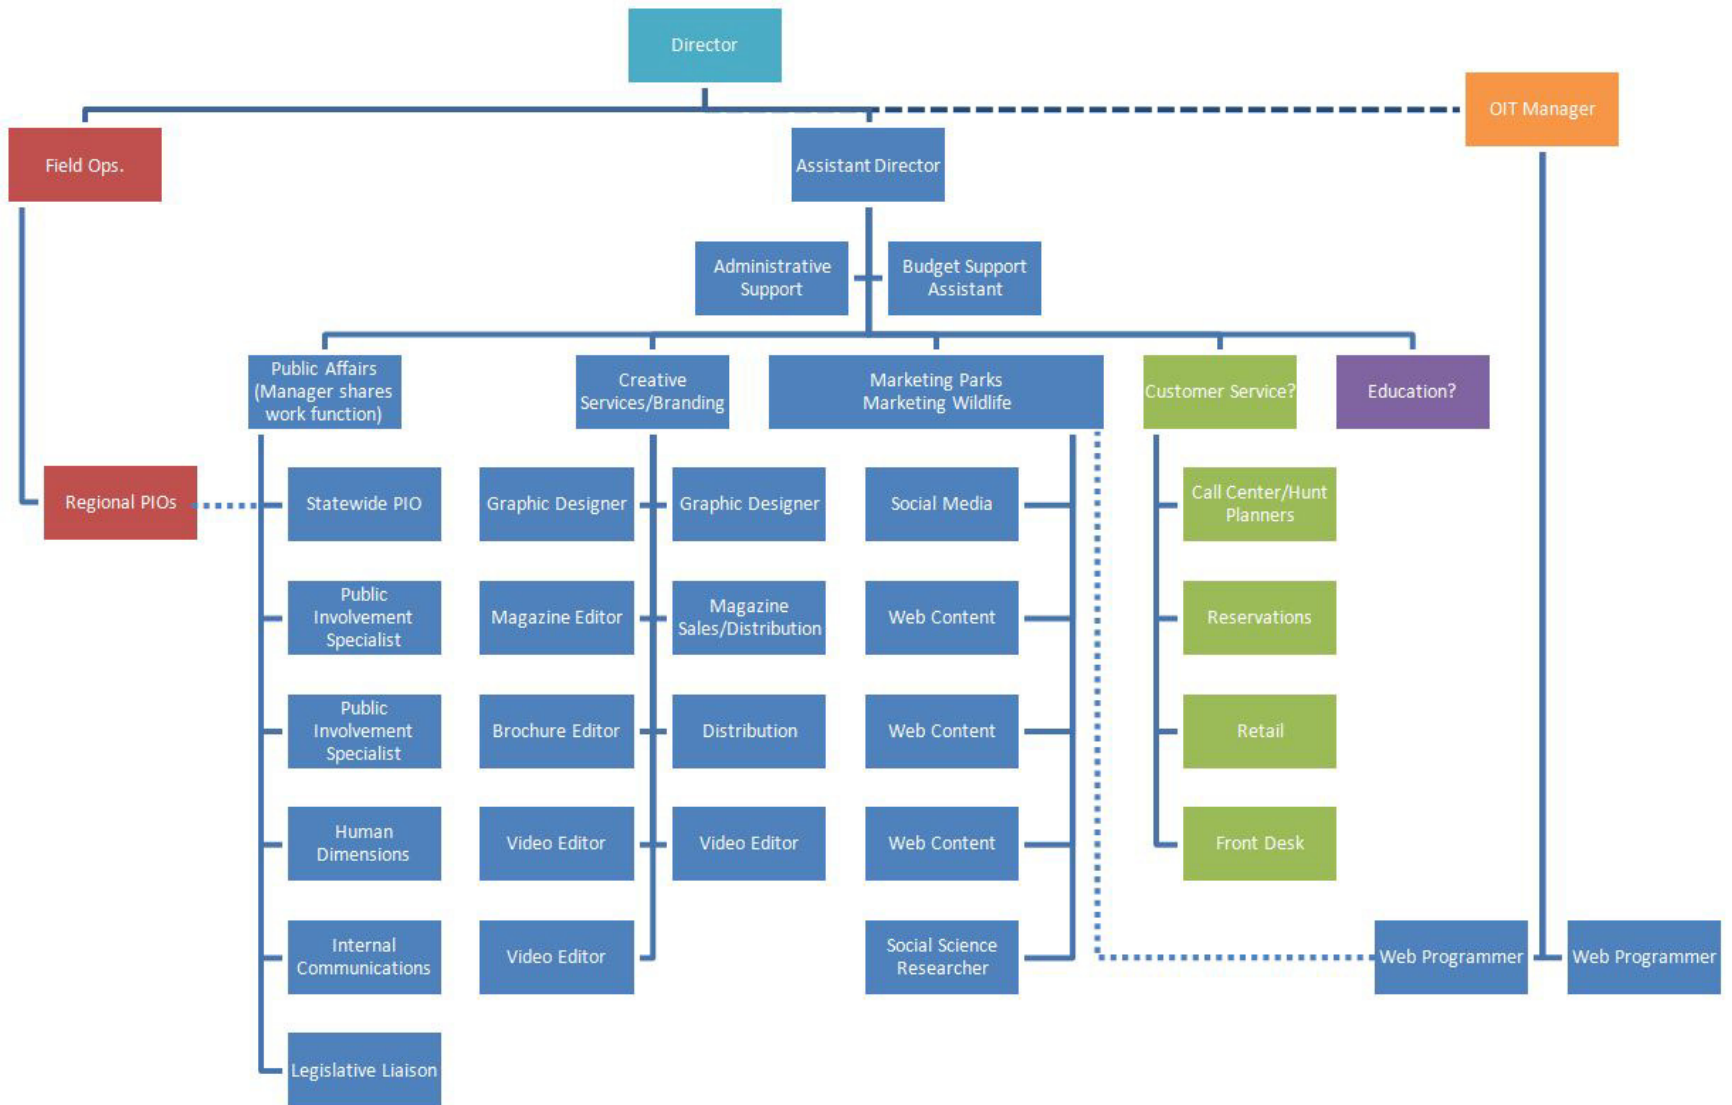 Director
OIT Manager
Field Ops.
Assistant Director
Administrative
Support
Budget Support
Assistant
Public Affairs
(Manager shares
work function)
Creative
Services/Branding
Marketing Parks
Marketing Wildlife
Customer Service?
Education?
Regional PIOs
Statewide PIO
Graphic Designer
Graphic Designer
Social Media
Call Center/Hunt
Planners
Public
Involvement
Specialist
Magazine Editor
Magazine
Sales/Distribution
Web Content
Reservations
Public
Involvement
Specialist
Brochure Editor
Distribution
Web Content
Retail
Human
Dimensions
Video Editor
Video Editor
Web Content
Front Desk
Internal
Communications
Video Editor
Social Science
Researcher
Web Programmer
Web Programmer
Legislative Liaison